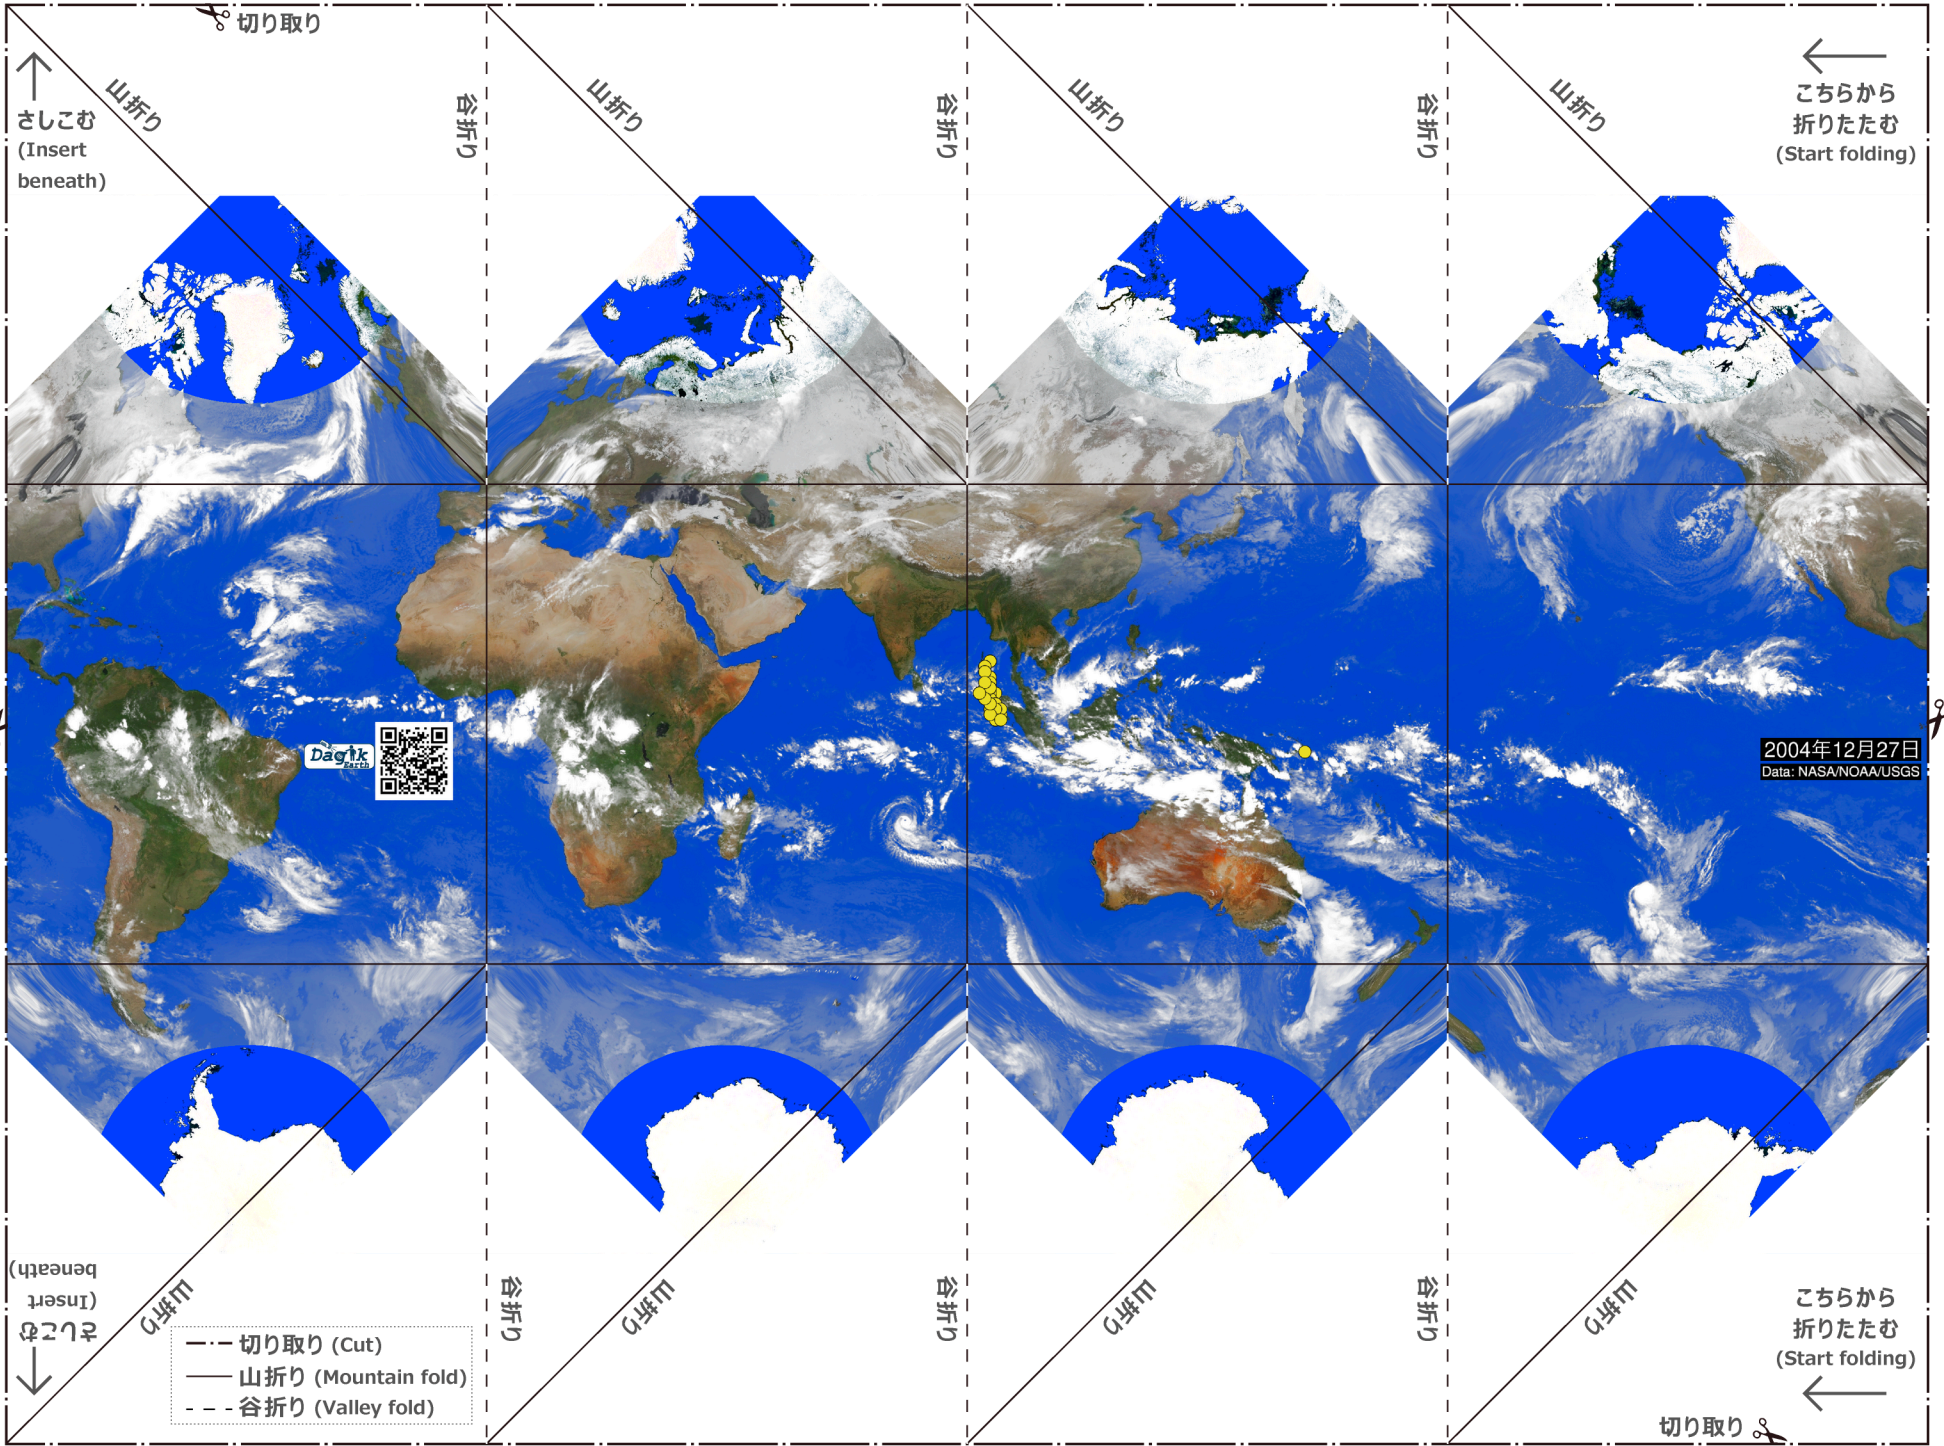 切り取り
山折り
谷折り
山折り
谷折り
山折り
谷折り
山折り
さしこむ
(Insert
beneath)
こちらから
折りたたむ
(Start folding)
Dagik
Earth
2004年12月27日
Data: NASA/NOAA/USGS
さしこむ
(Insert
beneath)
山折り
谷折り
山折り
谷折り
山折り
谷折り
山折り
こちらから
折りたたむ
(Start folding)
切り取り (Cut)
山折り (Mountain fold)
谷折り (Valley fold)
切り取り